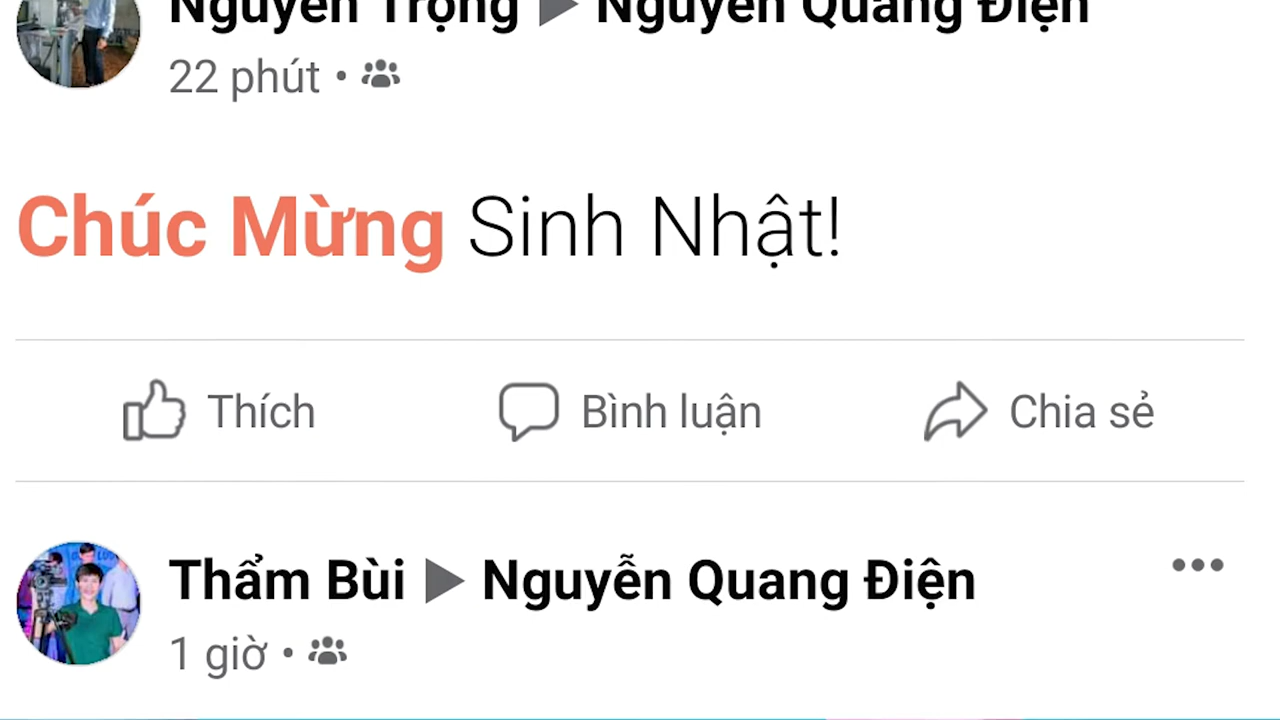 Nguyễn Trọng ▶ Nguyễn Quang Điện
22 phút •
Chúc Mừng Sinh Nhật!
Thích Bình luận Chia sẻ
Thẩm Bùi ▶ Nguyễn Quang Điện
1 giờ •